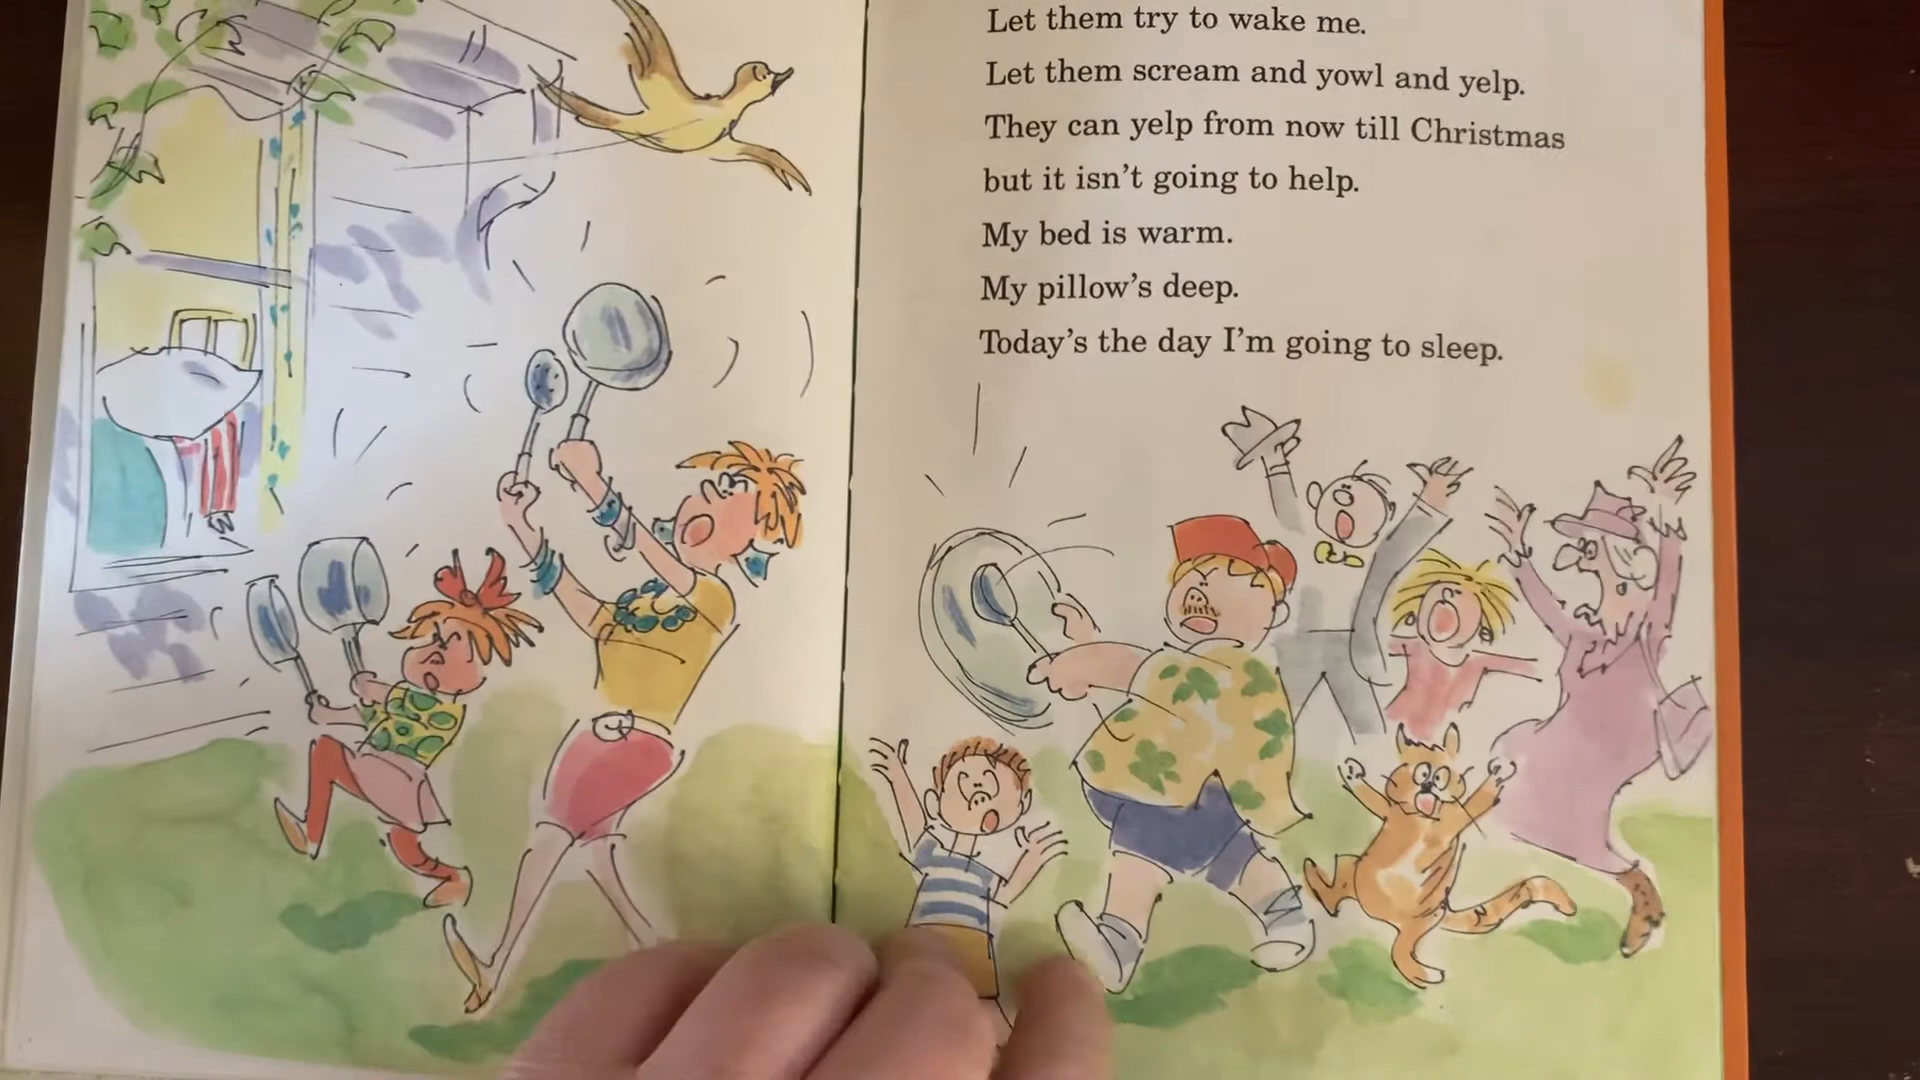 Let them try to wake me.
Let them scream and yowl and yelp.
They can yelp from now till Christmas
but it isn't going to help.
My bed is warm.
My pillow's deep.
Today's the day I'm going to sleep.